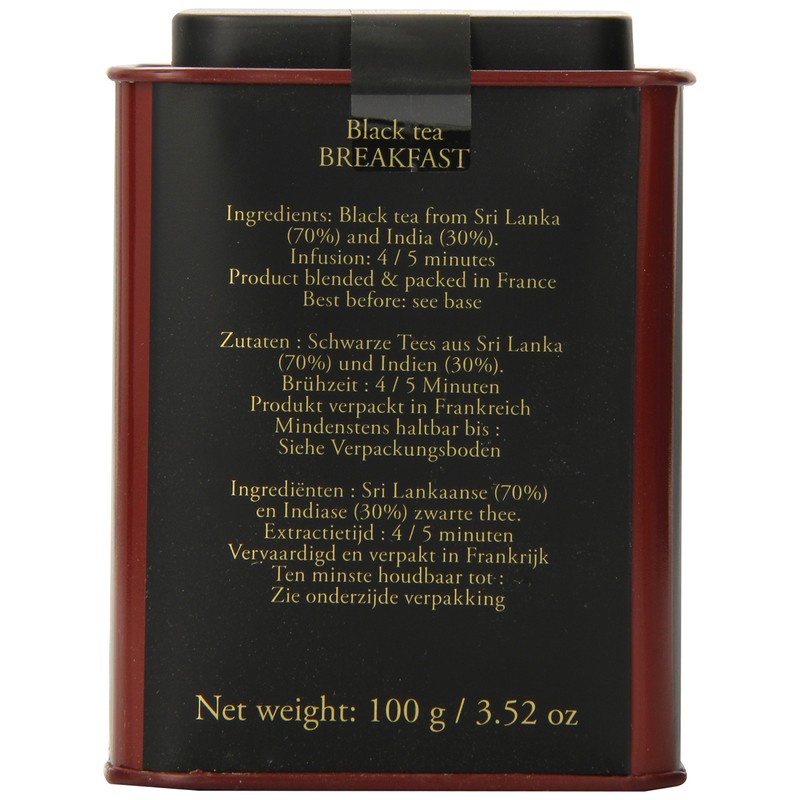 Black tea
BREAKFAST
Ingredients: Black tea from Sri Lanka
(70%) and India (30%).
Infusion: 4 / 5 minutes
Product blended & packed in France
Best before: see base
Zutaten : Schwarze Tees aus Sri Lanka
(70%) und Indien (30%).
Brühzeit : 4 / 5 Minuten
Produkt verpackt in Frankreich
Mindenstens haltbar bis :
Siehe Verpackungsboden
Ingrediënten : Sri Lankaanse (70%)
en Indiase (30%) zwarte thee.
Extractietijd : 4 / 5 minuten
Vervaardigd en verpakt in Frankrijk
Ten minste houdbaar tot :
Zie onderzijde verpakking
Net weight: 100 g / 3.52 oz